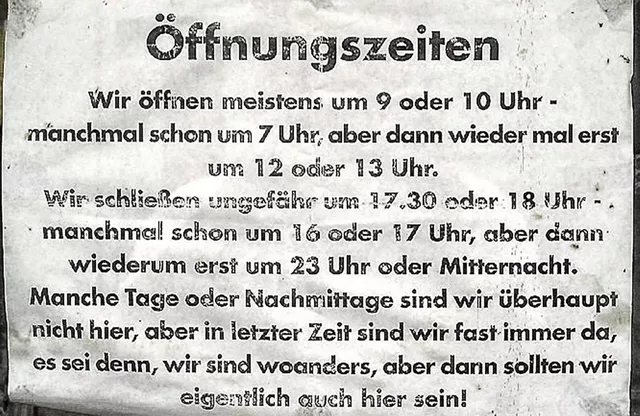 Öffnungszeiten
Wir öffnen meistens um 9 oder 10 Uhr -
manchmal schon um 7 Uhr, aber dann wieder mal erst
um 12 oder 13 Uhr.
Wir schließen ungefähr um 17.30 oder 18 Uhr -
manchmal schon um 16 oder 17 Uhr, aber dann
wiederum erst um 23 Uhr oder Mitternacht.
Manche Tage oder Nachmittage sind wir überhaupt
nicht hier, aber in letzter Zeit sind wir fast immer da,
es sei denn, wir sind woanders, aber dann sollten wir
eigentlich auch hier sein!